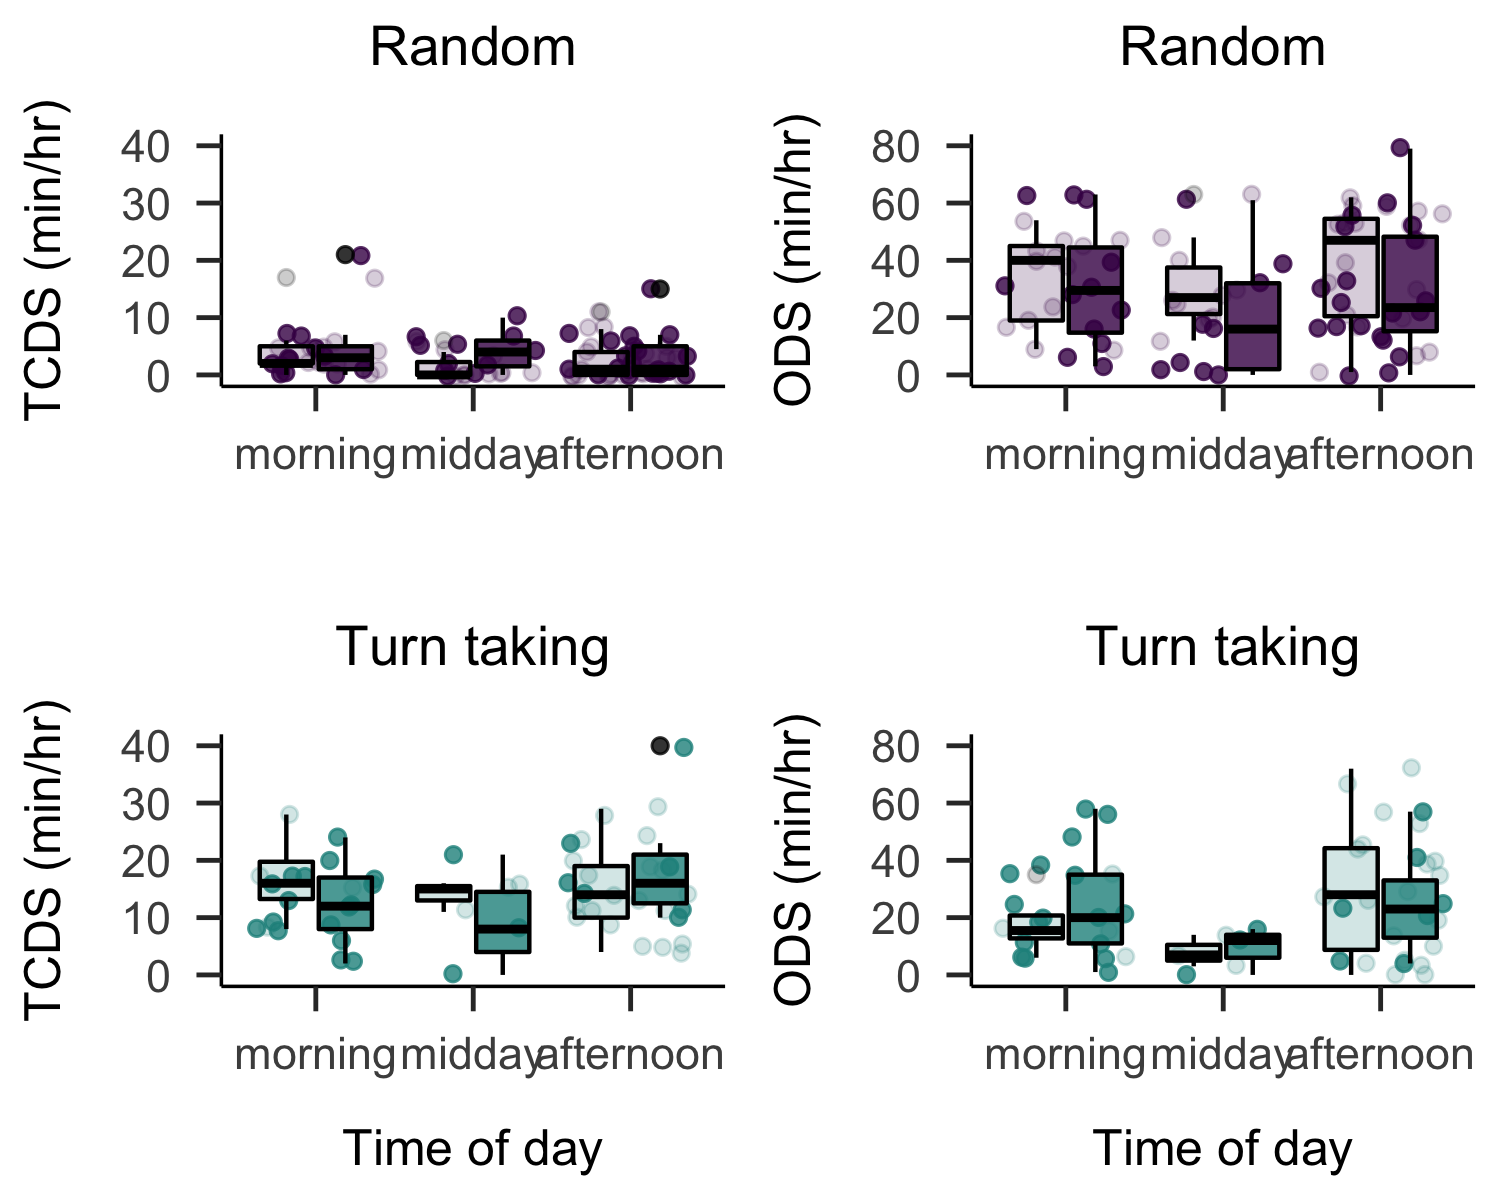 Random
TCDS (min/hr)
40
30
20
10
0
morning midday afternoon
Random
ODS (min/hr)
80
60
40
20
0
morning midday afternoon
Turn taking
TCDS (min/hr)
40
30
20
10
0
morning midday afternoon
Time of day
Turn taking
ODS (min/hr)
80
60
40
20
0
morning midday afternoon
Time of day